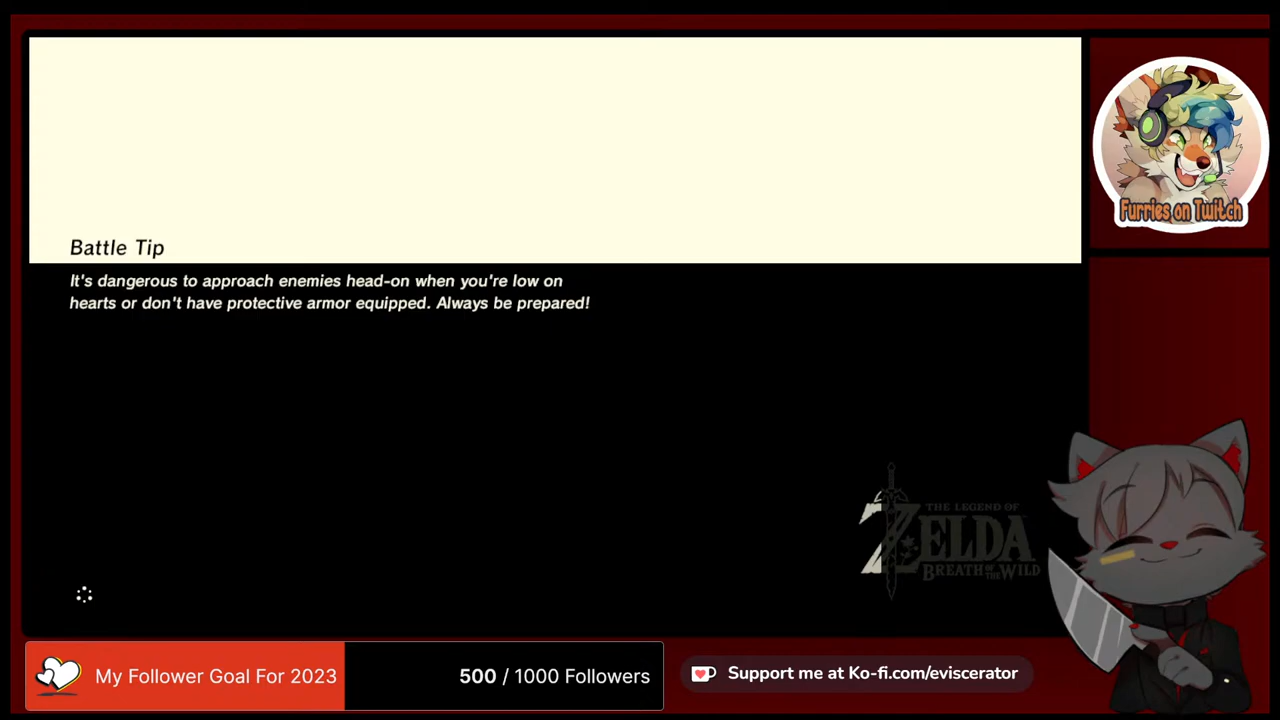 Battle Tip
It's dangerous to approach enemies head-on when you're low on
hearts or don't have protective armor equipped. Always be prepared!
Furries on Twitch
THE LEGEND OF
ZELDA
BREATH OF THE WILD
My Follower Goal For 2023
500 / 1000 Followers
Support me at Ko-fi.com/eviscerator